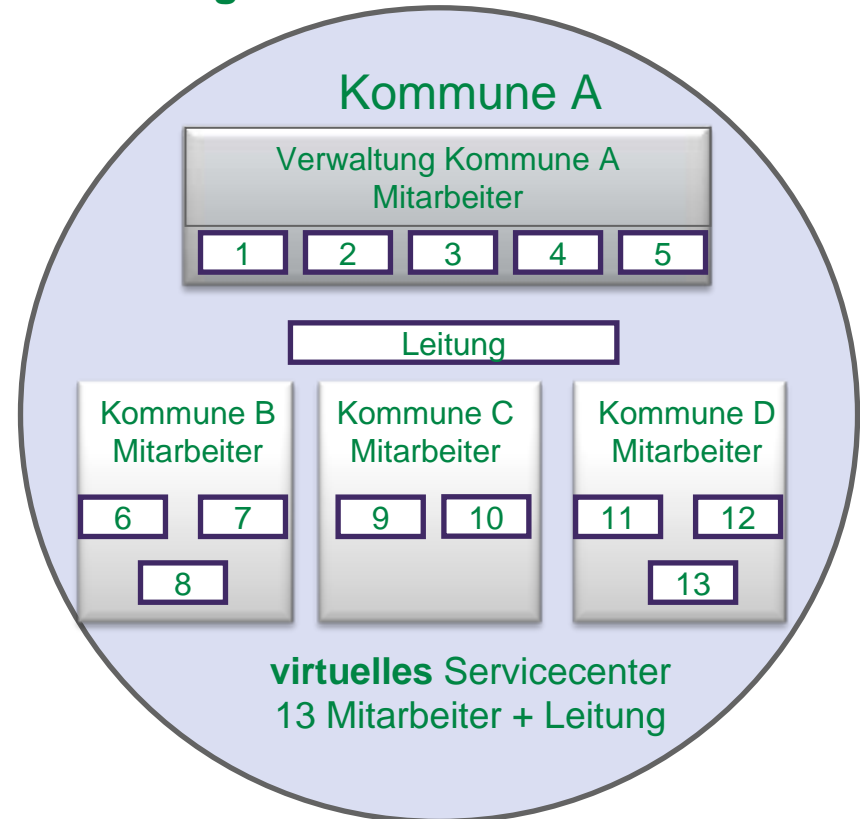 Kommune A
Verwaltung Kommune A
Mitarbeiter
1 2 3 4 5
Leitung
Kommune B
Mitarbeiter
6 7
8
Kommune C
Mitarbeiter
9 10
Kommune D
Mitarbeiter
11 12
13
virtuelles Servicecenter
13 Mitarbeiter + Leitung